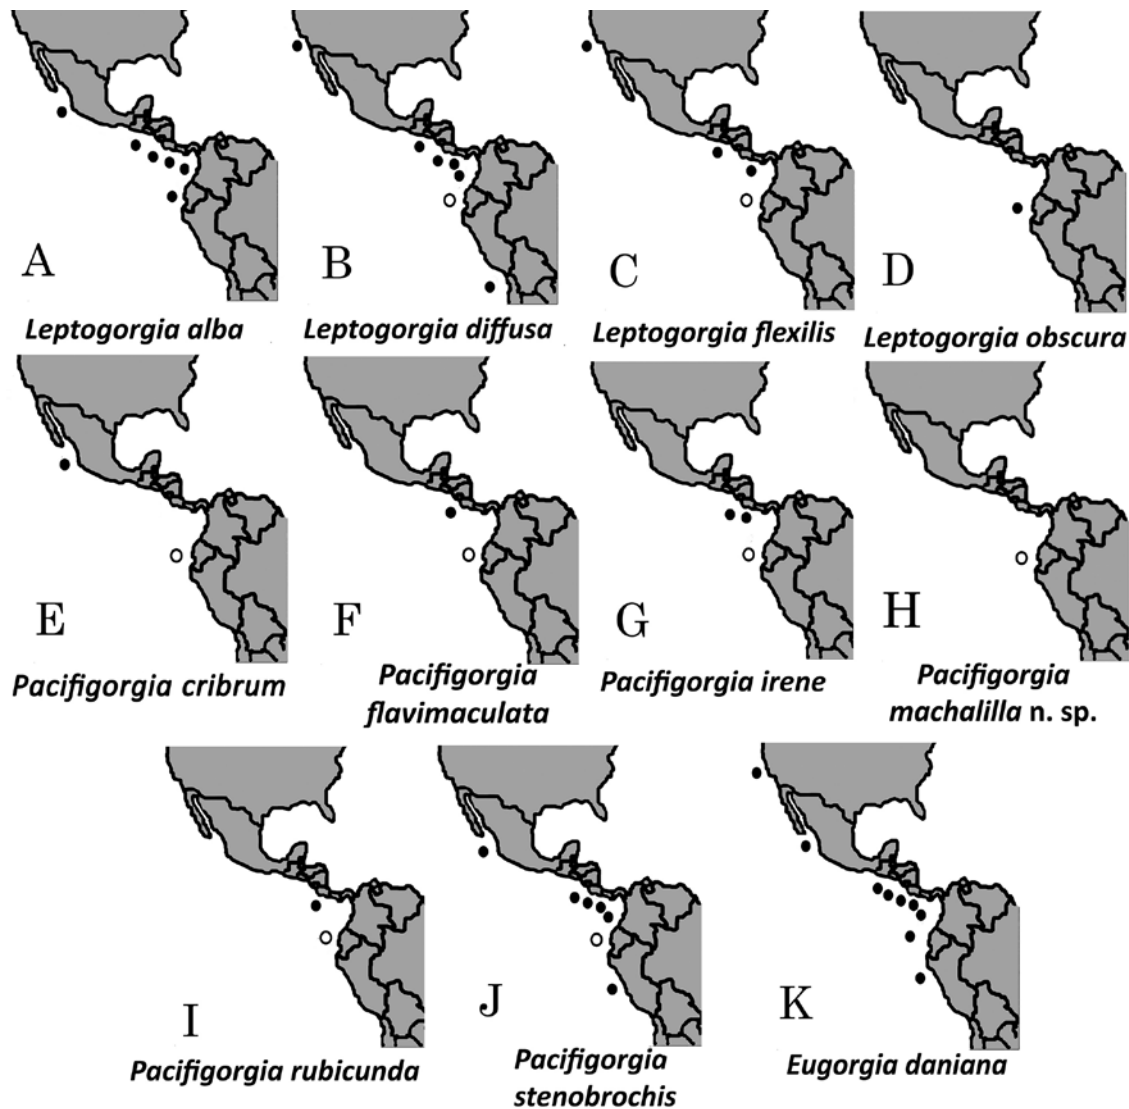 A
B
C
D
Leptogorgia alba
Leptogorgia diffusa
Leptogorgia flexilis
Leptogorgia obscura
E
F
G
H
Pacifigorgia cribrum
Pacifigorgia
flavimaculata
Pacifigorgia irene
Pacifigorgia
machalilla n. sp.
I
J
K
Pacifigorgia rubicunda
Pacifigorgia
stenobrochis
Eugorgia daniana